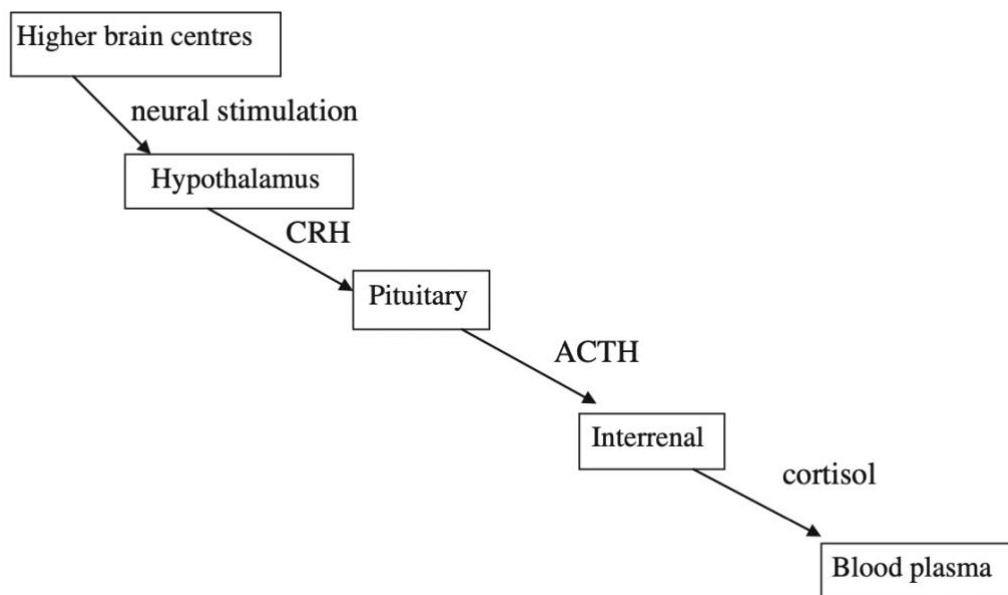 Higher brain centres
neural stimulation
Hypothalamus
CRH
Pituitary
ACTH
Interrenal
cortisol
Blood plasma